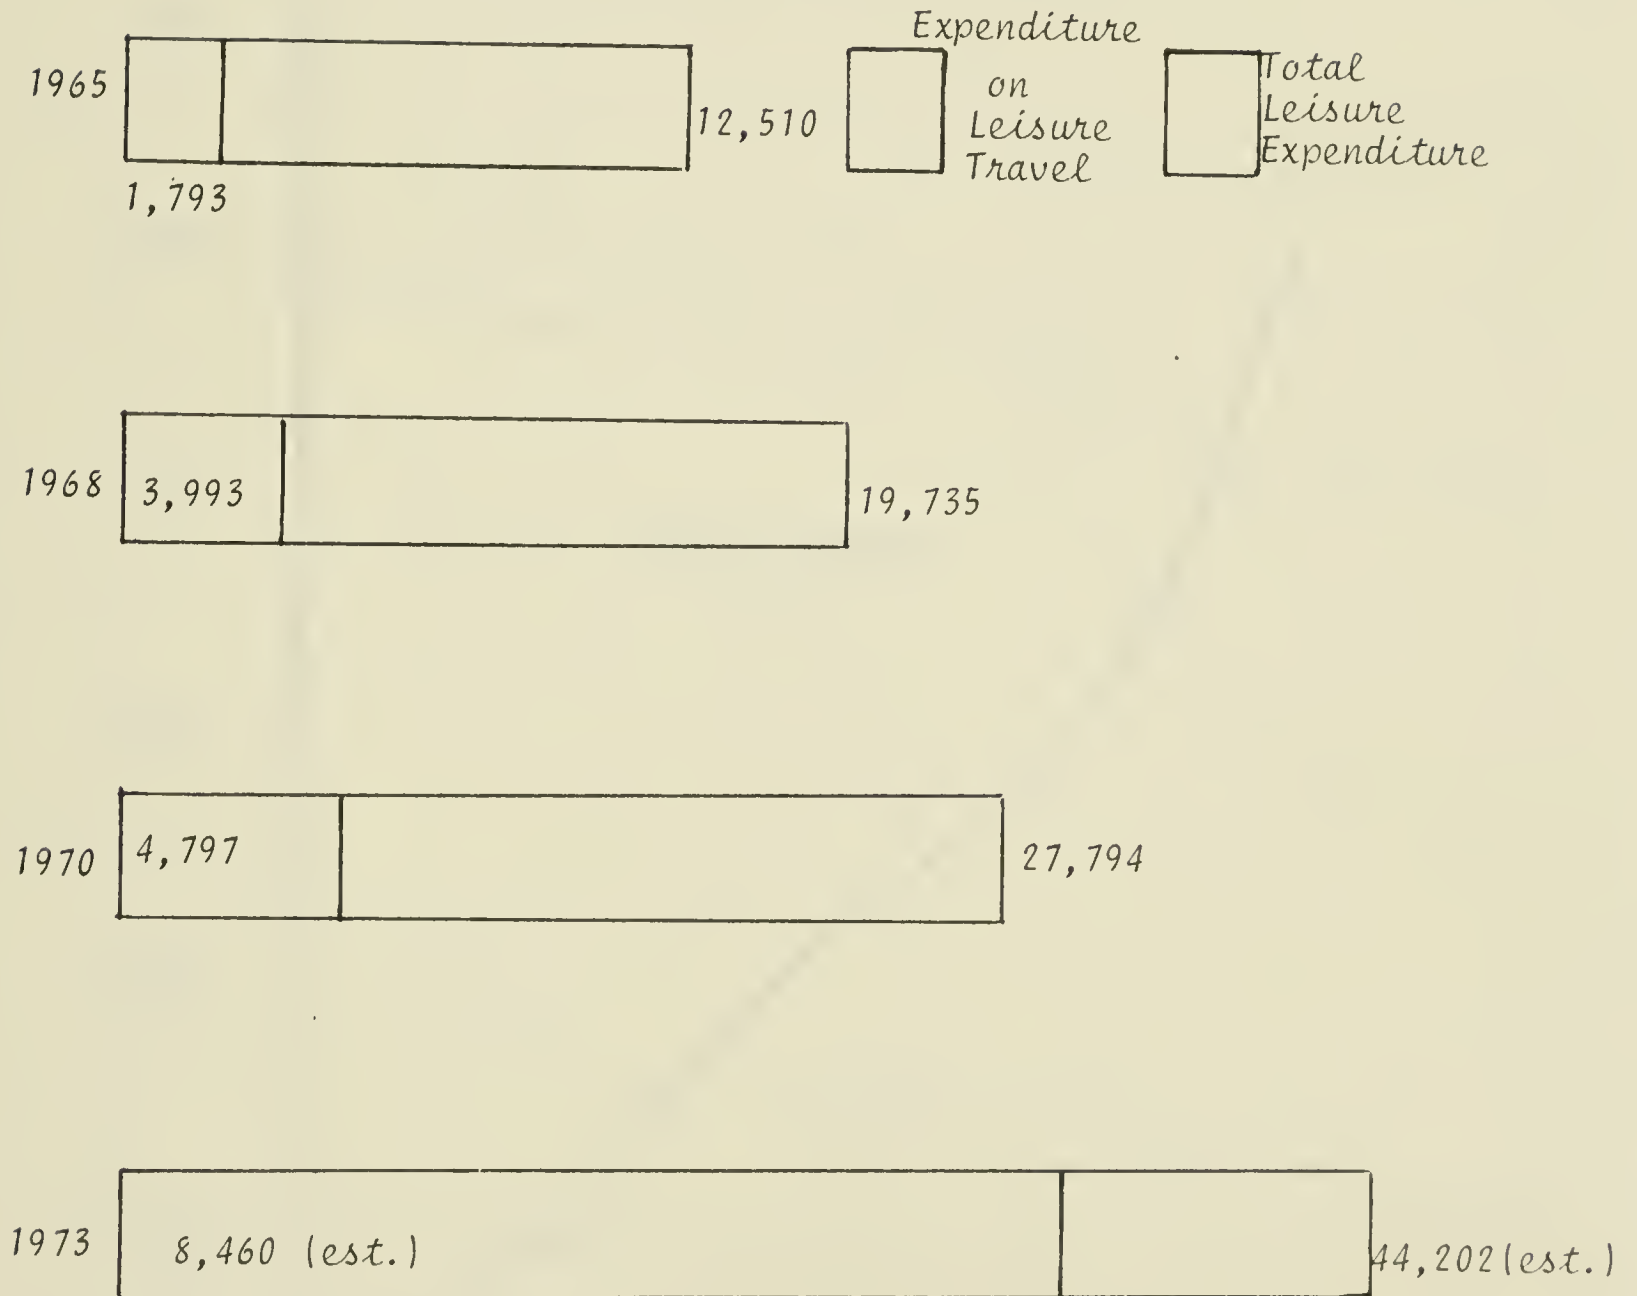 Expenditure
on
Leisure
Travel
Total
Leisure
Expenditure
1965
12,510
1,793
1968
3,993
19,735
1970
4,797
27,794
1973
8,460 (est.)
44,202(est.)